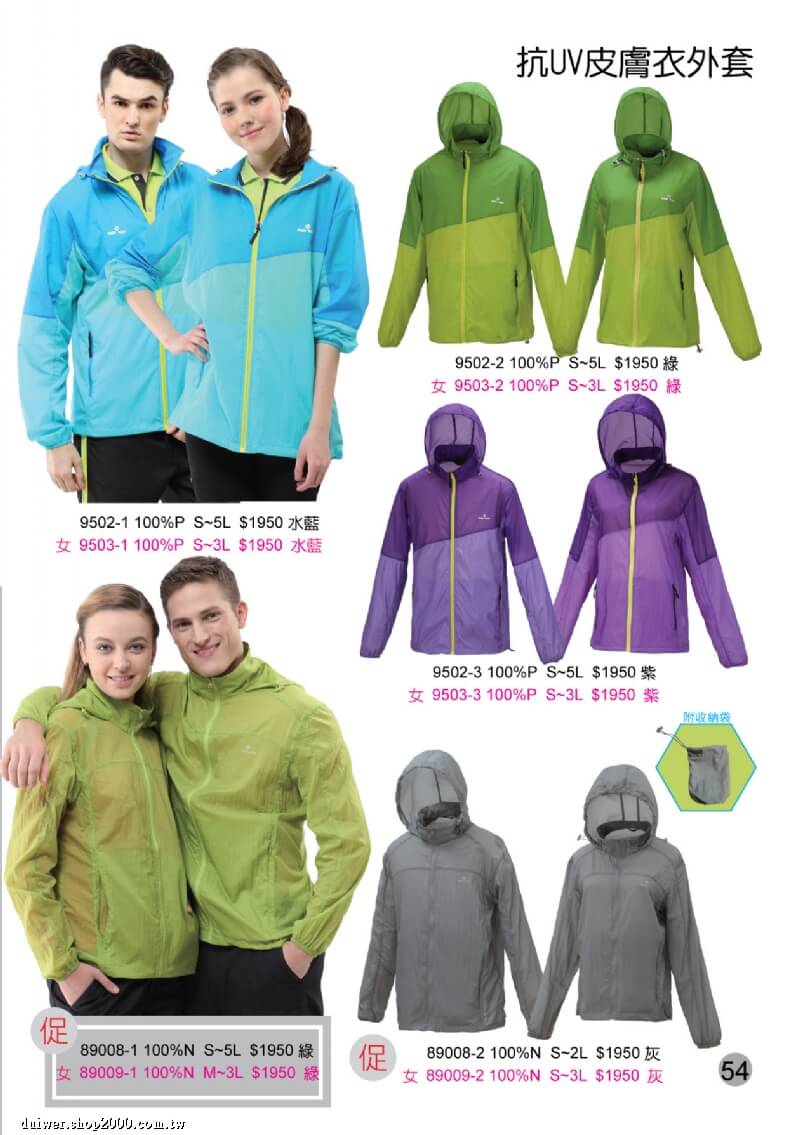 抗UV皮膚衣外套
9502-2 100%P S~5L $1950 綠
女 9503-2 100%P S~3L $1950 綠
9502-1 100%P S~5L $1950 水藍
女 9503-1 100%P S~3L $1950 水藍
9502-3 100%P S~5L $1950 紫
女 9503-3 100%P S~3L $1950 紫
附收納袋
促
89008-1 100%N S~5L $1950 綠
女 89009-1 100%N M~3L $1950 綠
促
89008-2 100%N S~2L $1950 灰
女 89009-2 100%N S~3L $1950 灰
54
duiwer.shop2000.com.tw